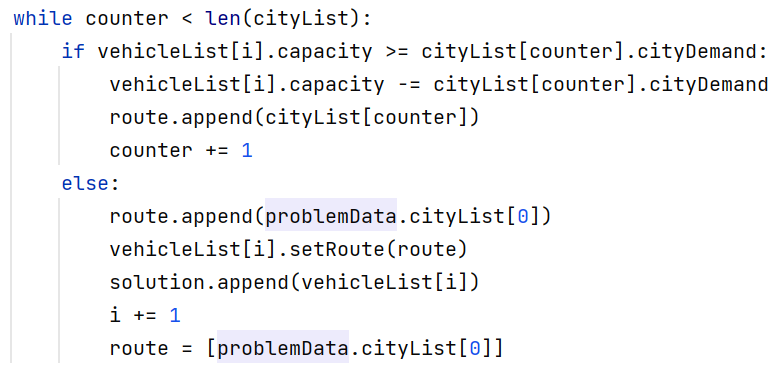 while counter < len(cityList):
    if vehicleList[i].capacity >= cityList[counter].cityDemand:
        vehicleList[i].capacity -= cityList[counter].cityDemand
        route.append(cityList[counter])
        counter += 1
    else:
        route.append(problemData.cityList[0])
        vehicleList[i].setRoute(route)
        solution.append(vehicleList[i])
        i += 1
        route = [problemData.cityList[0]]